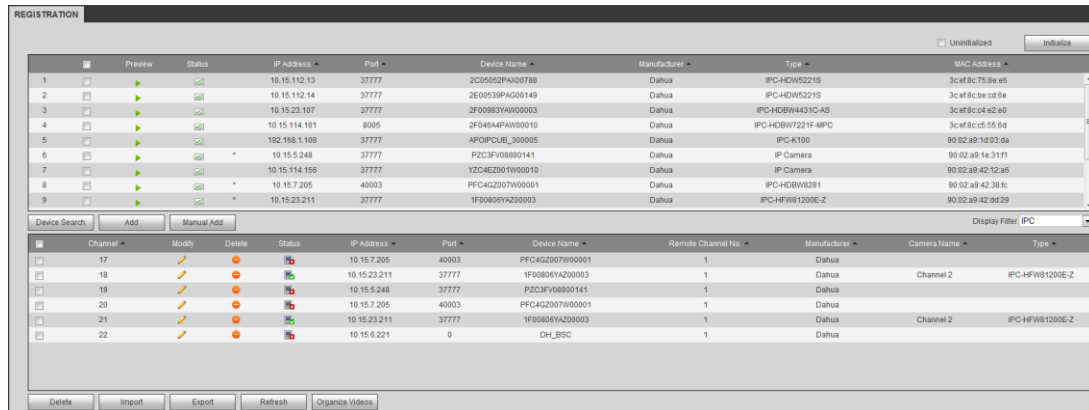 REGISTRATION
Uninitialized Initialize
Preview Status IP Address Port Device Name Manufacturer Type MAC Address
1 10.15.112.13 37777 2C05052PAX00788 Dahua IPC-HDW5221S 3c:ef:8c:75:8e:e6
2 10.15.112.14 37777 2E00539PAG00149 Dahua IPC-HDW5221S 3c:ef:8c:be:cd:6e
3 10.15.23.107 37777 2F00983YAW00003 Dahua IPC-HDBW4431C-AS 3c:ef:8c:c4:e2:e0
4 10.15.114.161 8005 2F046A4PAW00010 Dahua IPC-HDBW7221F-MPC 3c:ef:8c:c5:55:6d
5 192.168.1.108 37777 APOIPCUB_300005 Dahua IPC-K100 90:02:a9:1d:03:da
6 * 10.15.5.248 37777 PZC3FV08800141 Dahua IP Camera 90:02:a9:1e:31:f1
7 10.15.114.156 37777 YZC4EZ001W00010 Dahua IP Camera 90:02:a9:42:12:a6
8 * 10.15.7.205 40003 PFC4GZ007W00001 Dahua IPC-HDBW8281 90:02:a9:42:38:fc
9 * 10.15.23.211 37777 1F00806YAZ00003 Dahua IPC-HFW81200E-Z 90:02:a9:42:dd:29
Device Search Add Manual Add Display Filter IPC
Channel Modify Delete Status IP Address Port Device Name Remote Channel No. Manufacturer Camera Name Type
17 10.15.7.205 40003 PFC4GZ007W00001 1 Dahua
18 10.15.23.211 37777 1F00806YAZ00003 1 Dahua Channel 2 IPC-HFW81200E-Z
19 10.15.5.248 37777 PZC3FV08800141 1 Dahua
20 10.15.7.205 40003 PFC4GZ007W00001 1 Dahua
21 10.15.23.211 37777 1F00806YAZ00003 1 Dahua Channel 2 IPC-HFW81200E-Z
22 10.15.6.221 0 DH_BSC 1 Dahua
Delete Import Export Refresh Organize Videos